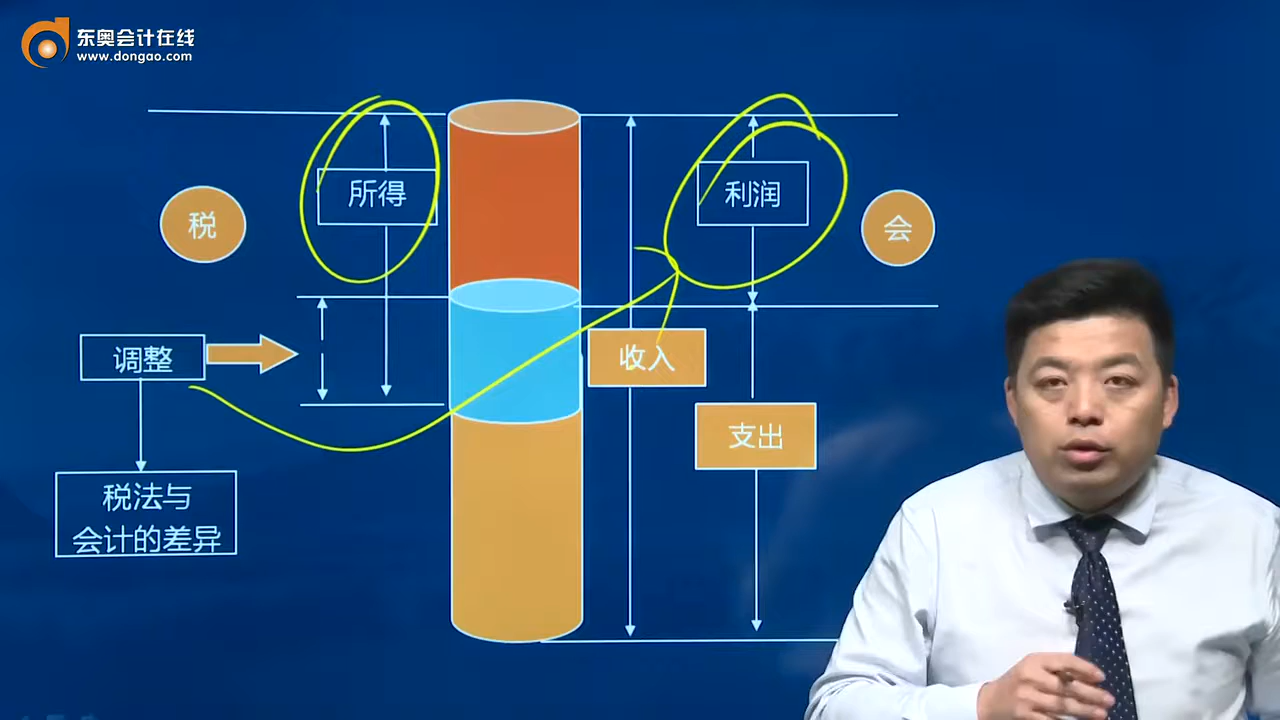 东奥会计在线
www.dongao.com
所得
利润
税
会
调整
收入
支出
税法与
会计的差异